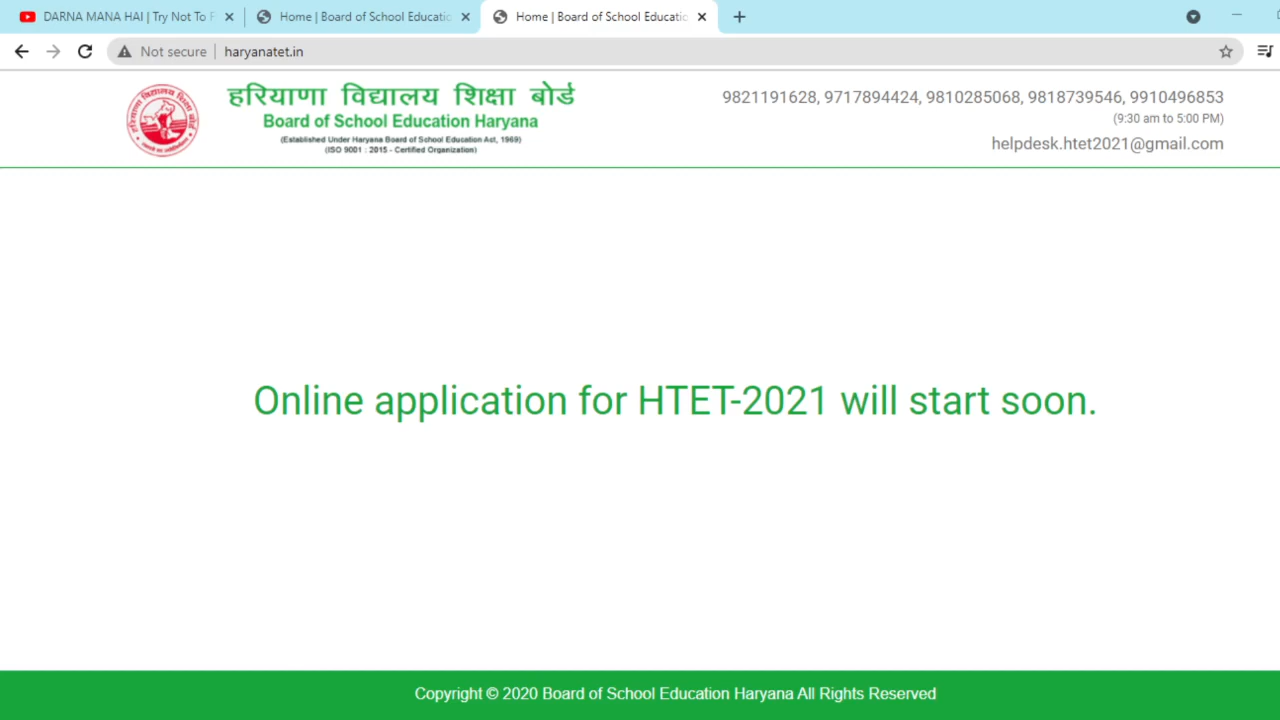 DARNA MANA HAI | Try Not To
Home | Board of School Educatio
Home | Board of School Educatio
Not secure
haryanatet.in
हरियाणा विद्यालय शिक्षा बोर्ड
Board of School Education Haryana
(Established Under Haryana Board of School Education Act, 1969)
(ISO 9001 : 2015 - Certified Organization)
9821191628, 9717894424, 9810285068, 9818739546, 9910496853
(9:30 am to 5:00 PM)
helpdesk.htet2021@gmail.com
Online application for HTET-2021 will start soon.
Copyright © 2020 Board of School Education Haryana All Rights Reserved